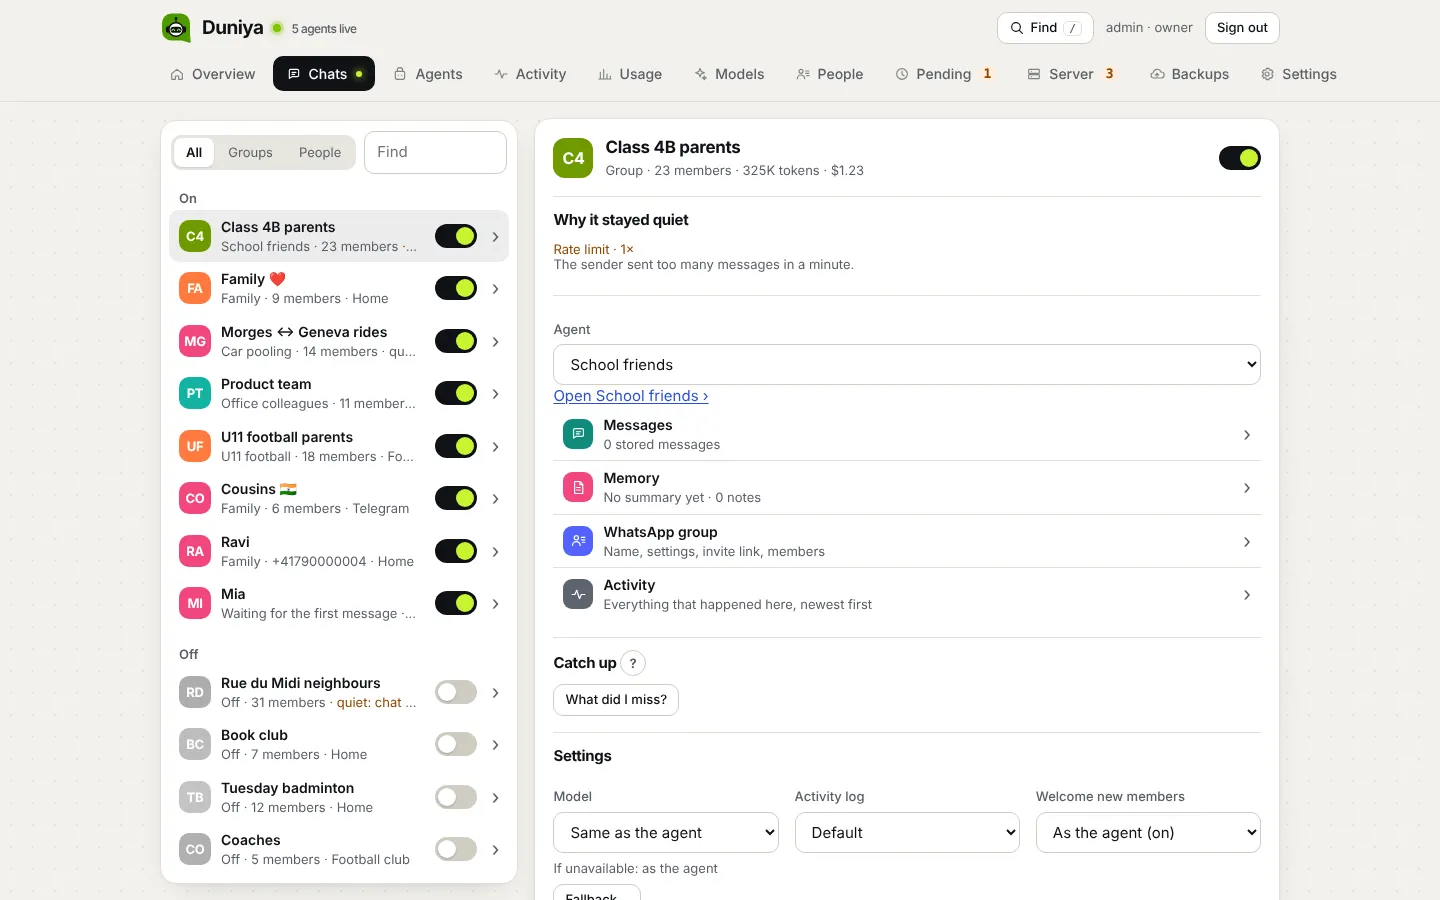 Duniya
5 agents live
Find /
admin · owner
Sign out
Overview
Chats
Agents
Activity
Usage
Models
People
Pending 1
Server 3
Backups
Settings
All
Groups
People
Find
On
C4
Class 4B parents
School friends · 23 members ·...
FA
Family ❤️
Family · 9 members · Home
MG
Morges ↔ Geneva rides
Car pooling · 14 members · qu...
PT
Product team
Office colleagues · 11 member...
UF
U11 football parents
U11 football · 18 members · Fo...
CO
Cousins 🇮🇳
Family · 6 members · Telegram
RA
Ravi
Family · +41790000004 · Home
MI
Mia
Waiting for the first message ·...
Off
RD
Rue du Midi neighbours
Off · 31 members · quiet: chat ...
BC
Book club
Off · 7 members · Home
TB
Tuesday badminton
Off · 12 members · Home
CO
Coaches
Off · 5 members · Football club
C4
Class 4B parents
Group · 23 members · 325K tokens · $1.23
Why it stayed quiet
Rate limit · 1×
The sender sent too many messages in a minute.
Agent
School friends
Open School friends ›
Messages
0 stored messages
Memory
No summary yet · 0 notes
WhatsApp group
Name, settings, invite link, members
Activity
Everything that happened here, newest first
Catch up ?
What did I miss?
Settings
Model
Activity log
Welcome new members
Same as the agent
Default
As the agent (on)
If unavailable: as the agent
Fallback